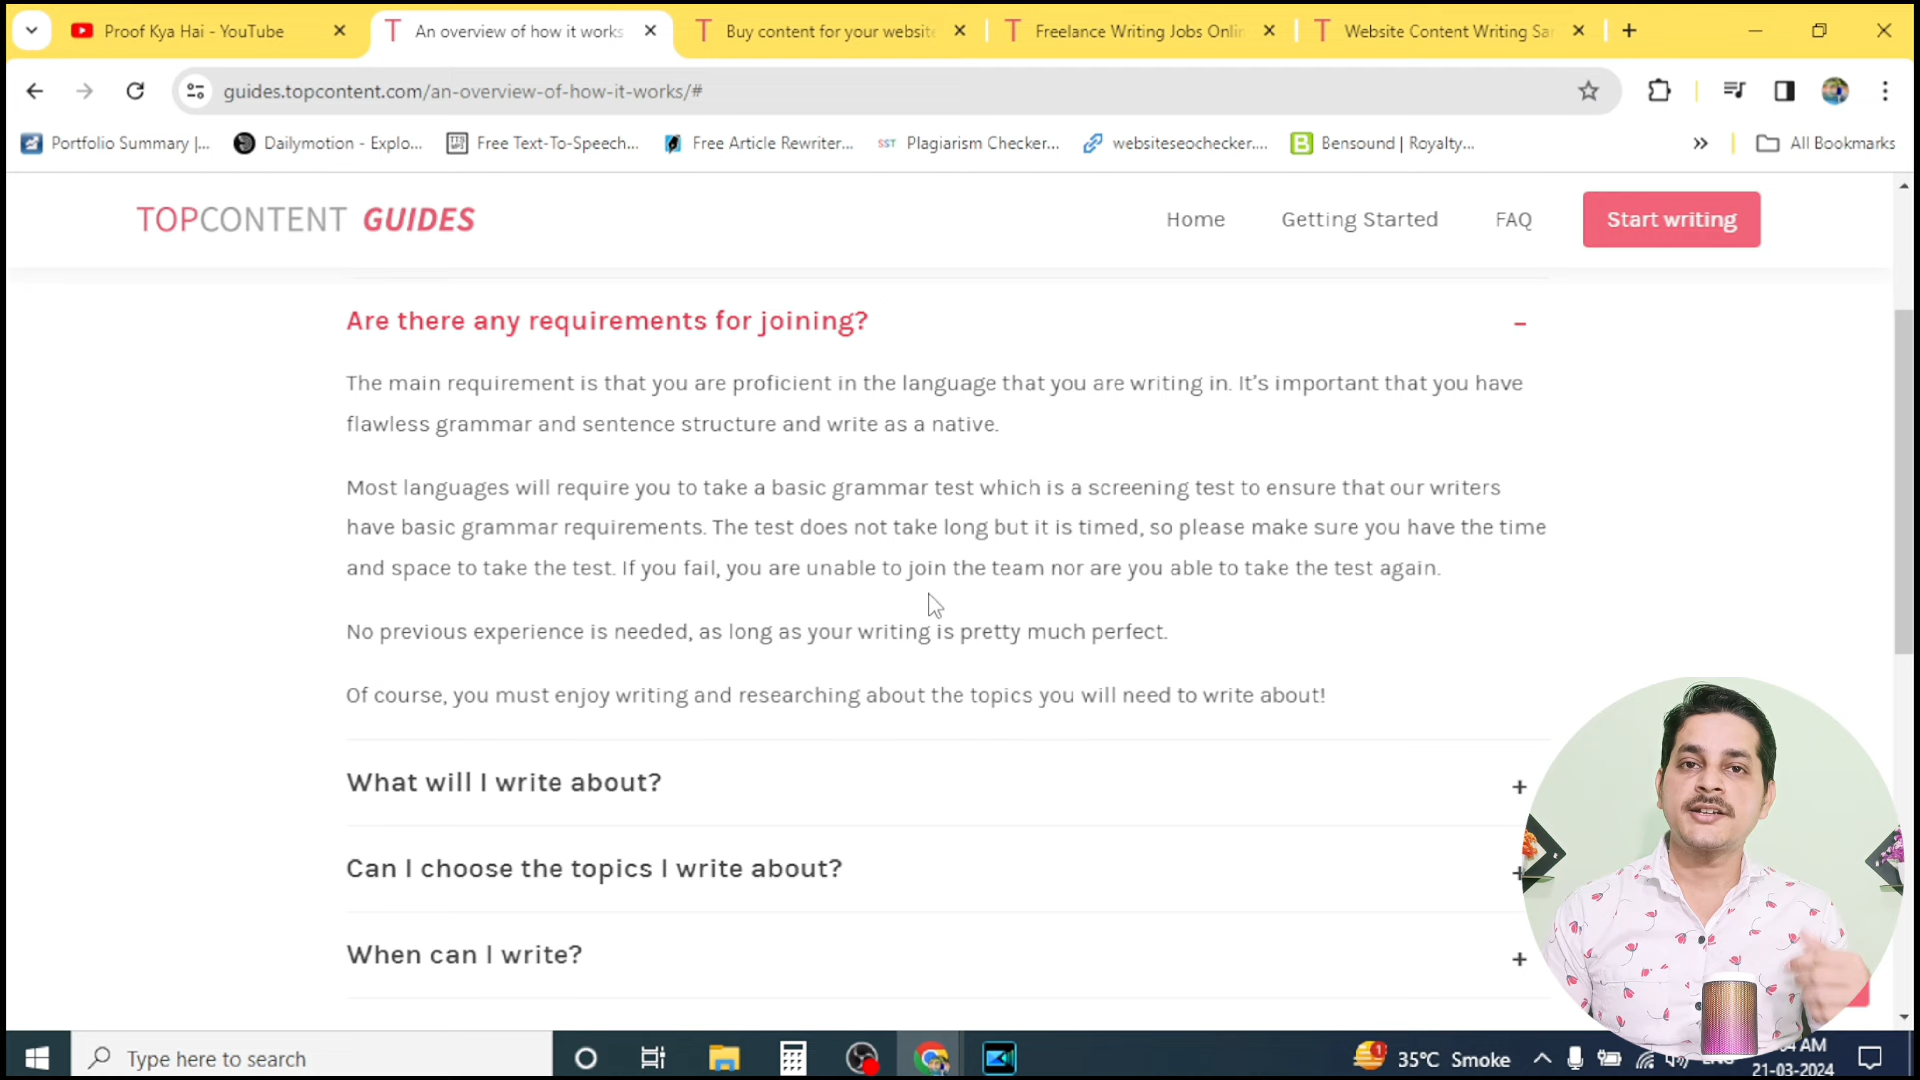 Proof Kya Hai - YouTube
An overview of how it works
Buy content for your website
Freelance Writing Jobs Onlin
Website Content Writing Sa
guides.topcontent.com/an-overview-of-how-it-works/#
Portfolio Summary |...
Dailymotion - Explo...
Free Text-To-Speech...
Free Article Rewriter...
SST
Plagiarism Checker...
websiteseochecker....
Bensound | Royalty...
All Bookmarks
TOPCONTENT GUIDES
Home
Getting Started
FAQ
Start writing
Are there any requirements for joining?
The main requirement is that you are proficient in the language that you are writing in. It's important that you have
flawless grammar and sentence structure and write as a native.
Most languages will require you to take a basic grammar test which is a screening test to ensure that our writers
have basic grammar requirements. The test does not take long but it is timed, so please make sure you have the time
and space to take the test. If you fail, you are unable to join the team nor are you able to take the test again.
No previous experience is needed, as long as your writing is pretty much perfect.
Of course, you must enjoy writing and researching about the topics you will need to write about!
What will I write about?
Can I choose the topics I write about?
When can I write?
Type here to search
35°C Smoke
AM
21-03-2024